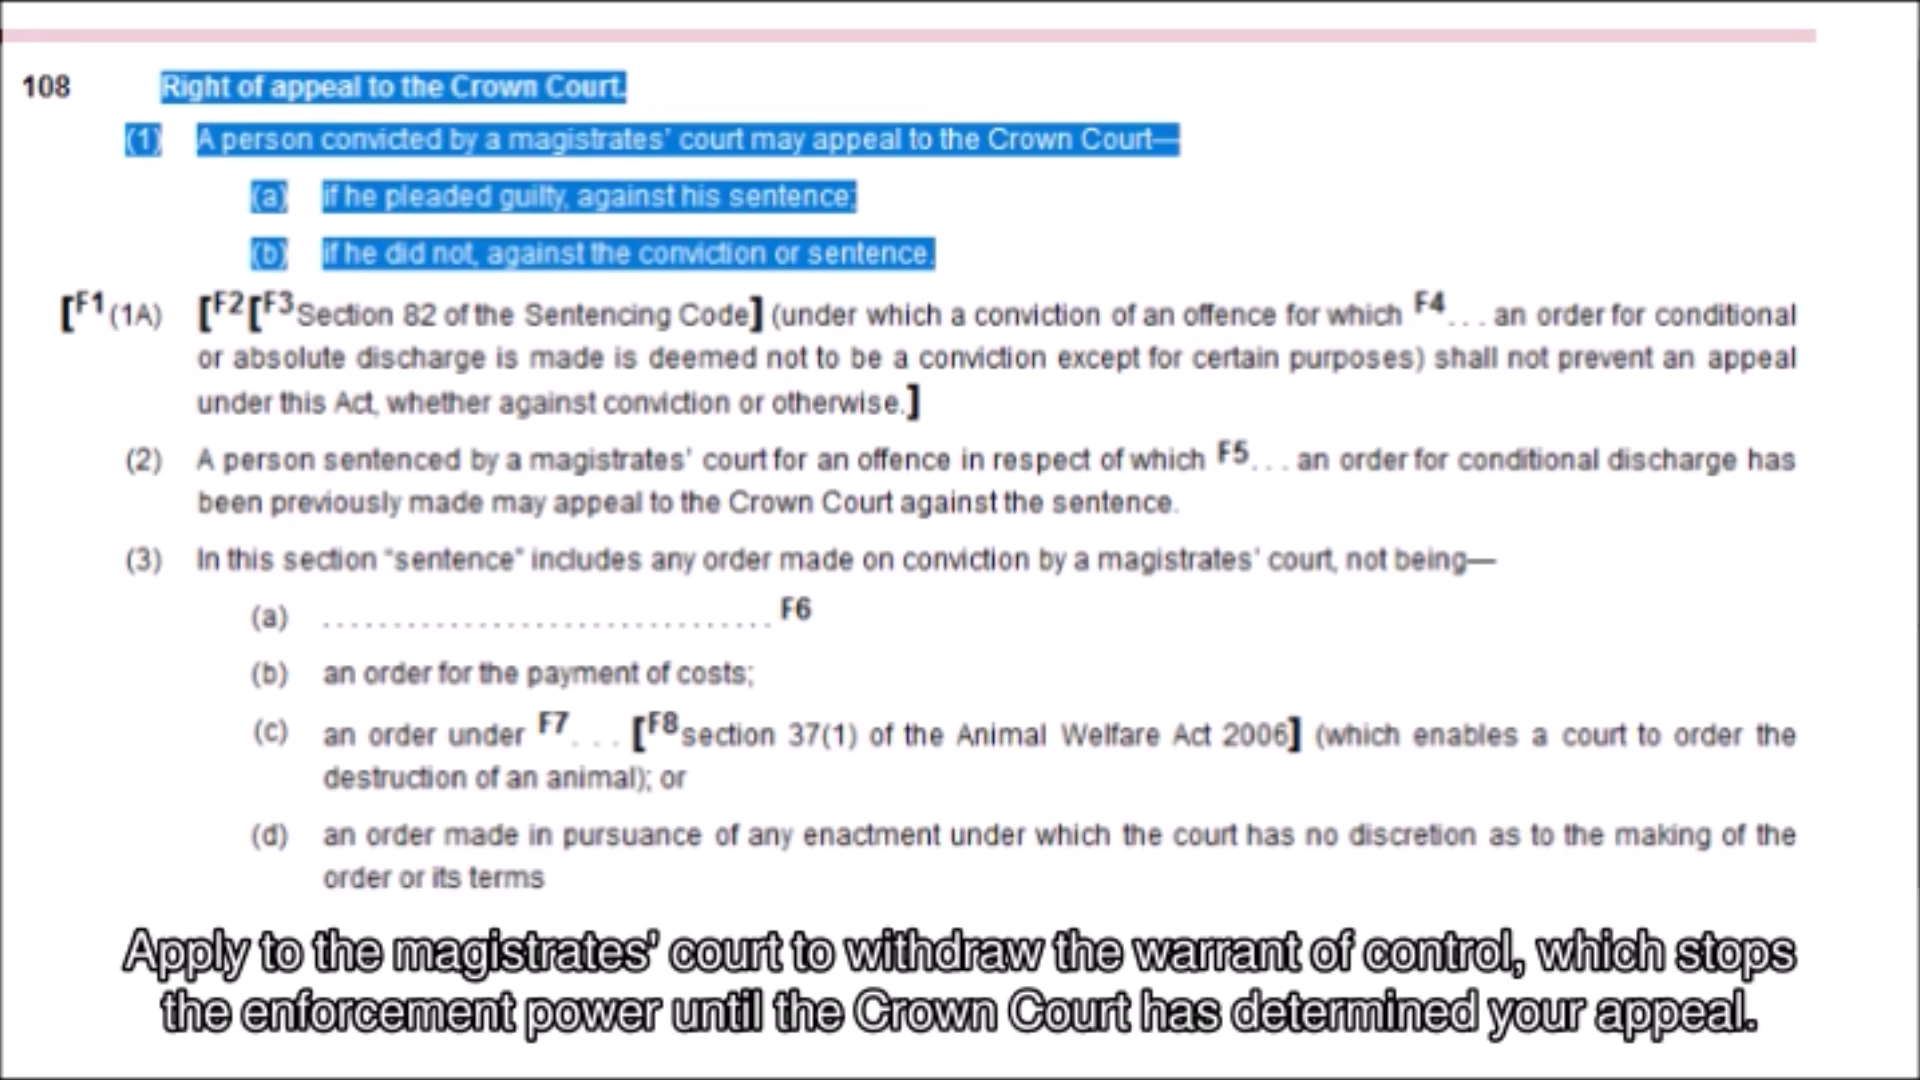 108 Right of appeal to the Crown Court.
(1) A person convicted by a magistrates' court may appeal to the Crown Court—
(a) if he pleaded guilty, against his sentence;
(b) if he did not, against the conviction or sentence.
[F1(1A) [F2[F3Section 82 of the Sentencing Code] (under which a conviction of an offence for which F4... an order for conditional
or absolute discharge is made is deemed not to be a conviction except for certain purposes) shall not prevent an appeal
under this Act, whether against conviction or otherwise.]
(2) A person sentenced by a magistrates' court for an offence in respect of which F5... an order for conditional discharge has
been previously made may appeal to the Crown Court against the sentence.
(3) In this section “sentence” includes any order made on conviction by a magistrates' court, not being—
(a) ................................ F6
(b) an order for the payment of costs;
(c) an order under F7... [F8section 37(1) of the Animal Welfare Act 2006] (which enables a court to order the
destruction of an animal); or
(d) an order made in pursuance of any enactment under which the court has no discretion as to the making of the
order or its terms
Apply to the magistrates' court to withdraw the warrant of control, which stops
the enforcement power until the Crown Court has determined your appeal.